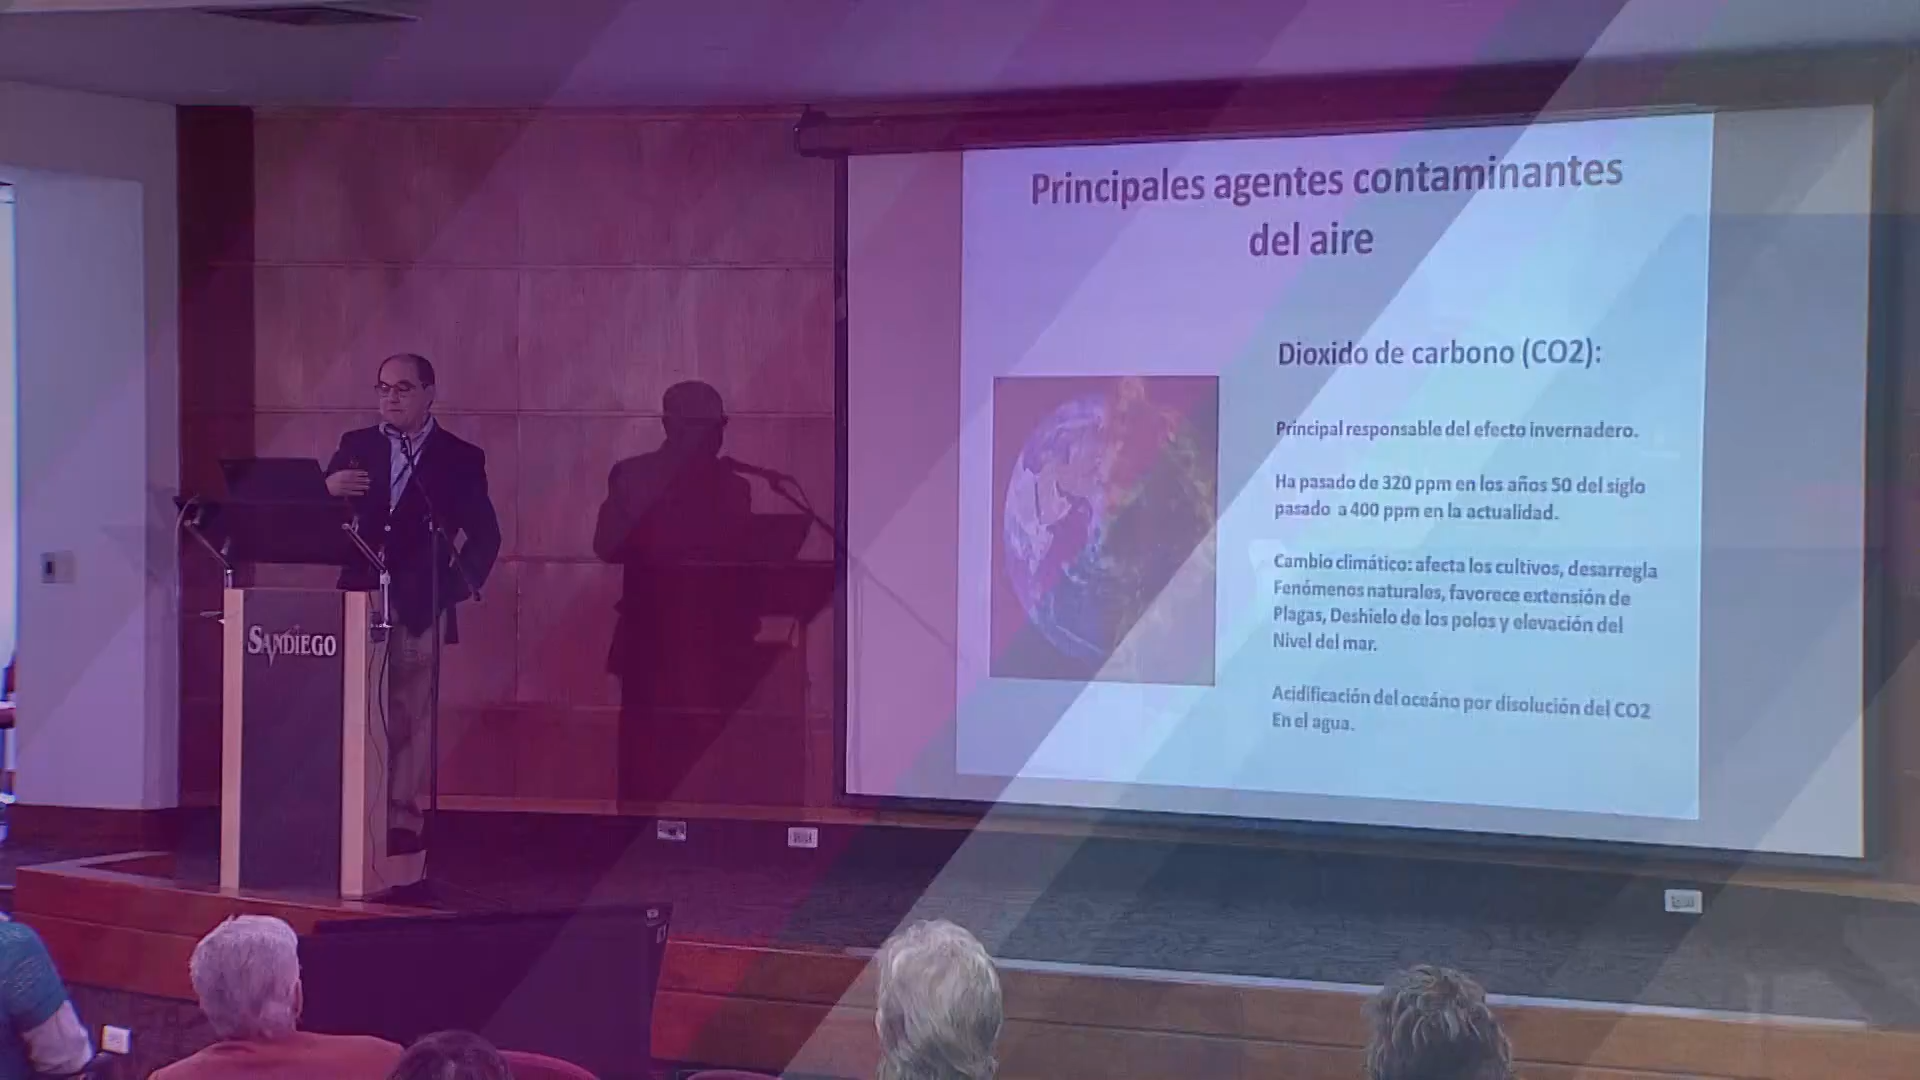 Principales agentes contaminantes
del aire
Dioxido de carbono (CO2):
Principal responsable del efecto invernadero.
Ha pasado de 320 ppm en los años 50 del siglo
pasado a 400 ppm en la actualidad.
Cambio climático: afecta los cultivos, desarregla
Fenómenos naturales, favorece extensión de
Plagas, Deshielo de los polos y elevación del
Nivel del mar.
Acidificación del oceáno por disolución del CO2
En el agua.
SANDIEGO